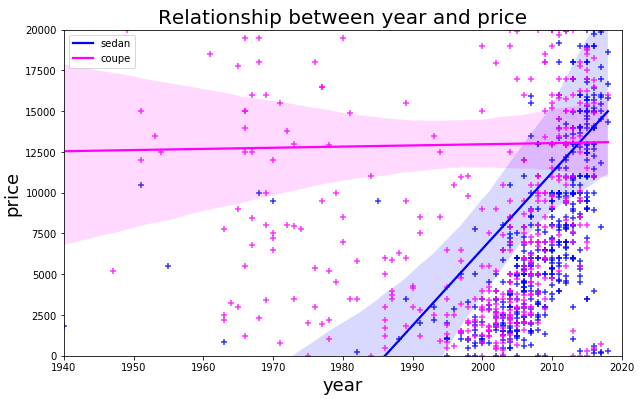 Relationship between year and price
sedan
coupe
price
20000
17500
15000
12500
10000
7500
5000
2500
0
1940 1950 1960 1970 1980 1990 2000 2010 2020
year